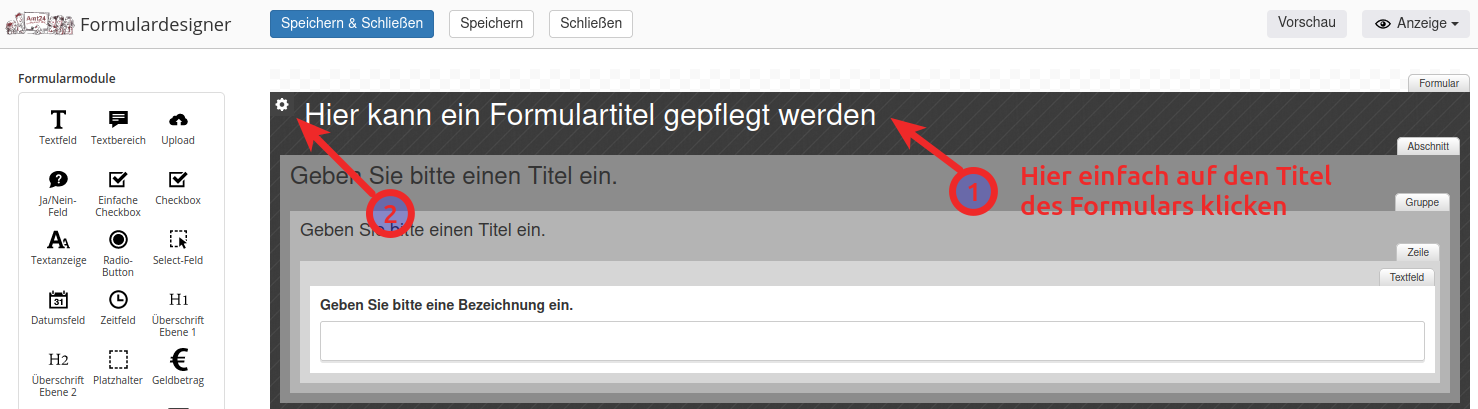 Amt24
Formulardesigner
Speichern & Schließen
Speichern
Schließen
Vorschau
Anzeige
Formularmodule
Textfeld
Textbereich
Upload
Ja/Nein-
Feld
Einfache
Checkbox
Checkbox
Textanzeige
Radio-
Button
Select-Feld
31
Datumsfeld
Zeitfeld
H1
Überschrift
Ebene 1
H2
Überschrift
Ebene 2
Platzhalter
€
Geldbetrag
Formular
Hier kann ein Formulartitel gepflegt werden
Abschnitt
Geben Sie bitte einen Titel ein.
1
Hier einfach auf den Titel
des Formulars klicken
2
Gruppe
Geben Sie bitte einen Titel ein.
Zeile
Textfeld
Geben Sie bitte eine Bezeichnung ein.